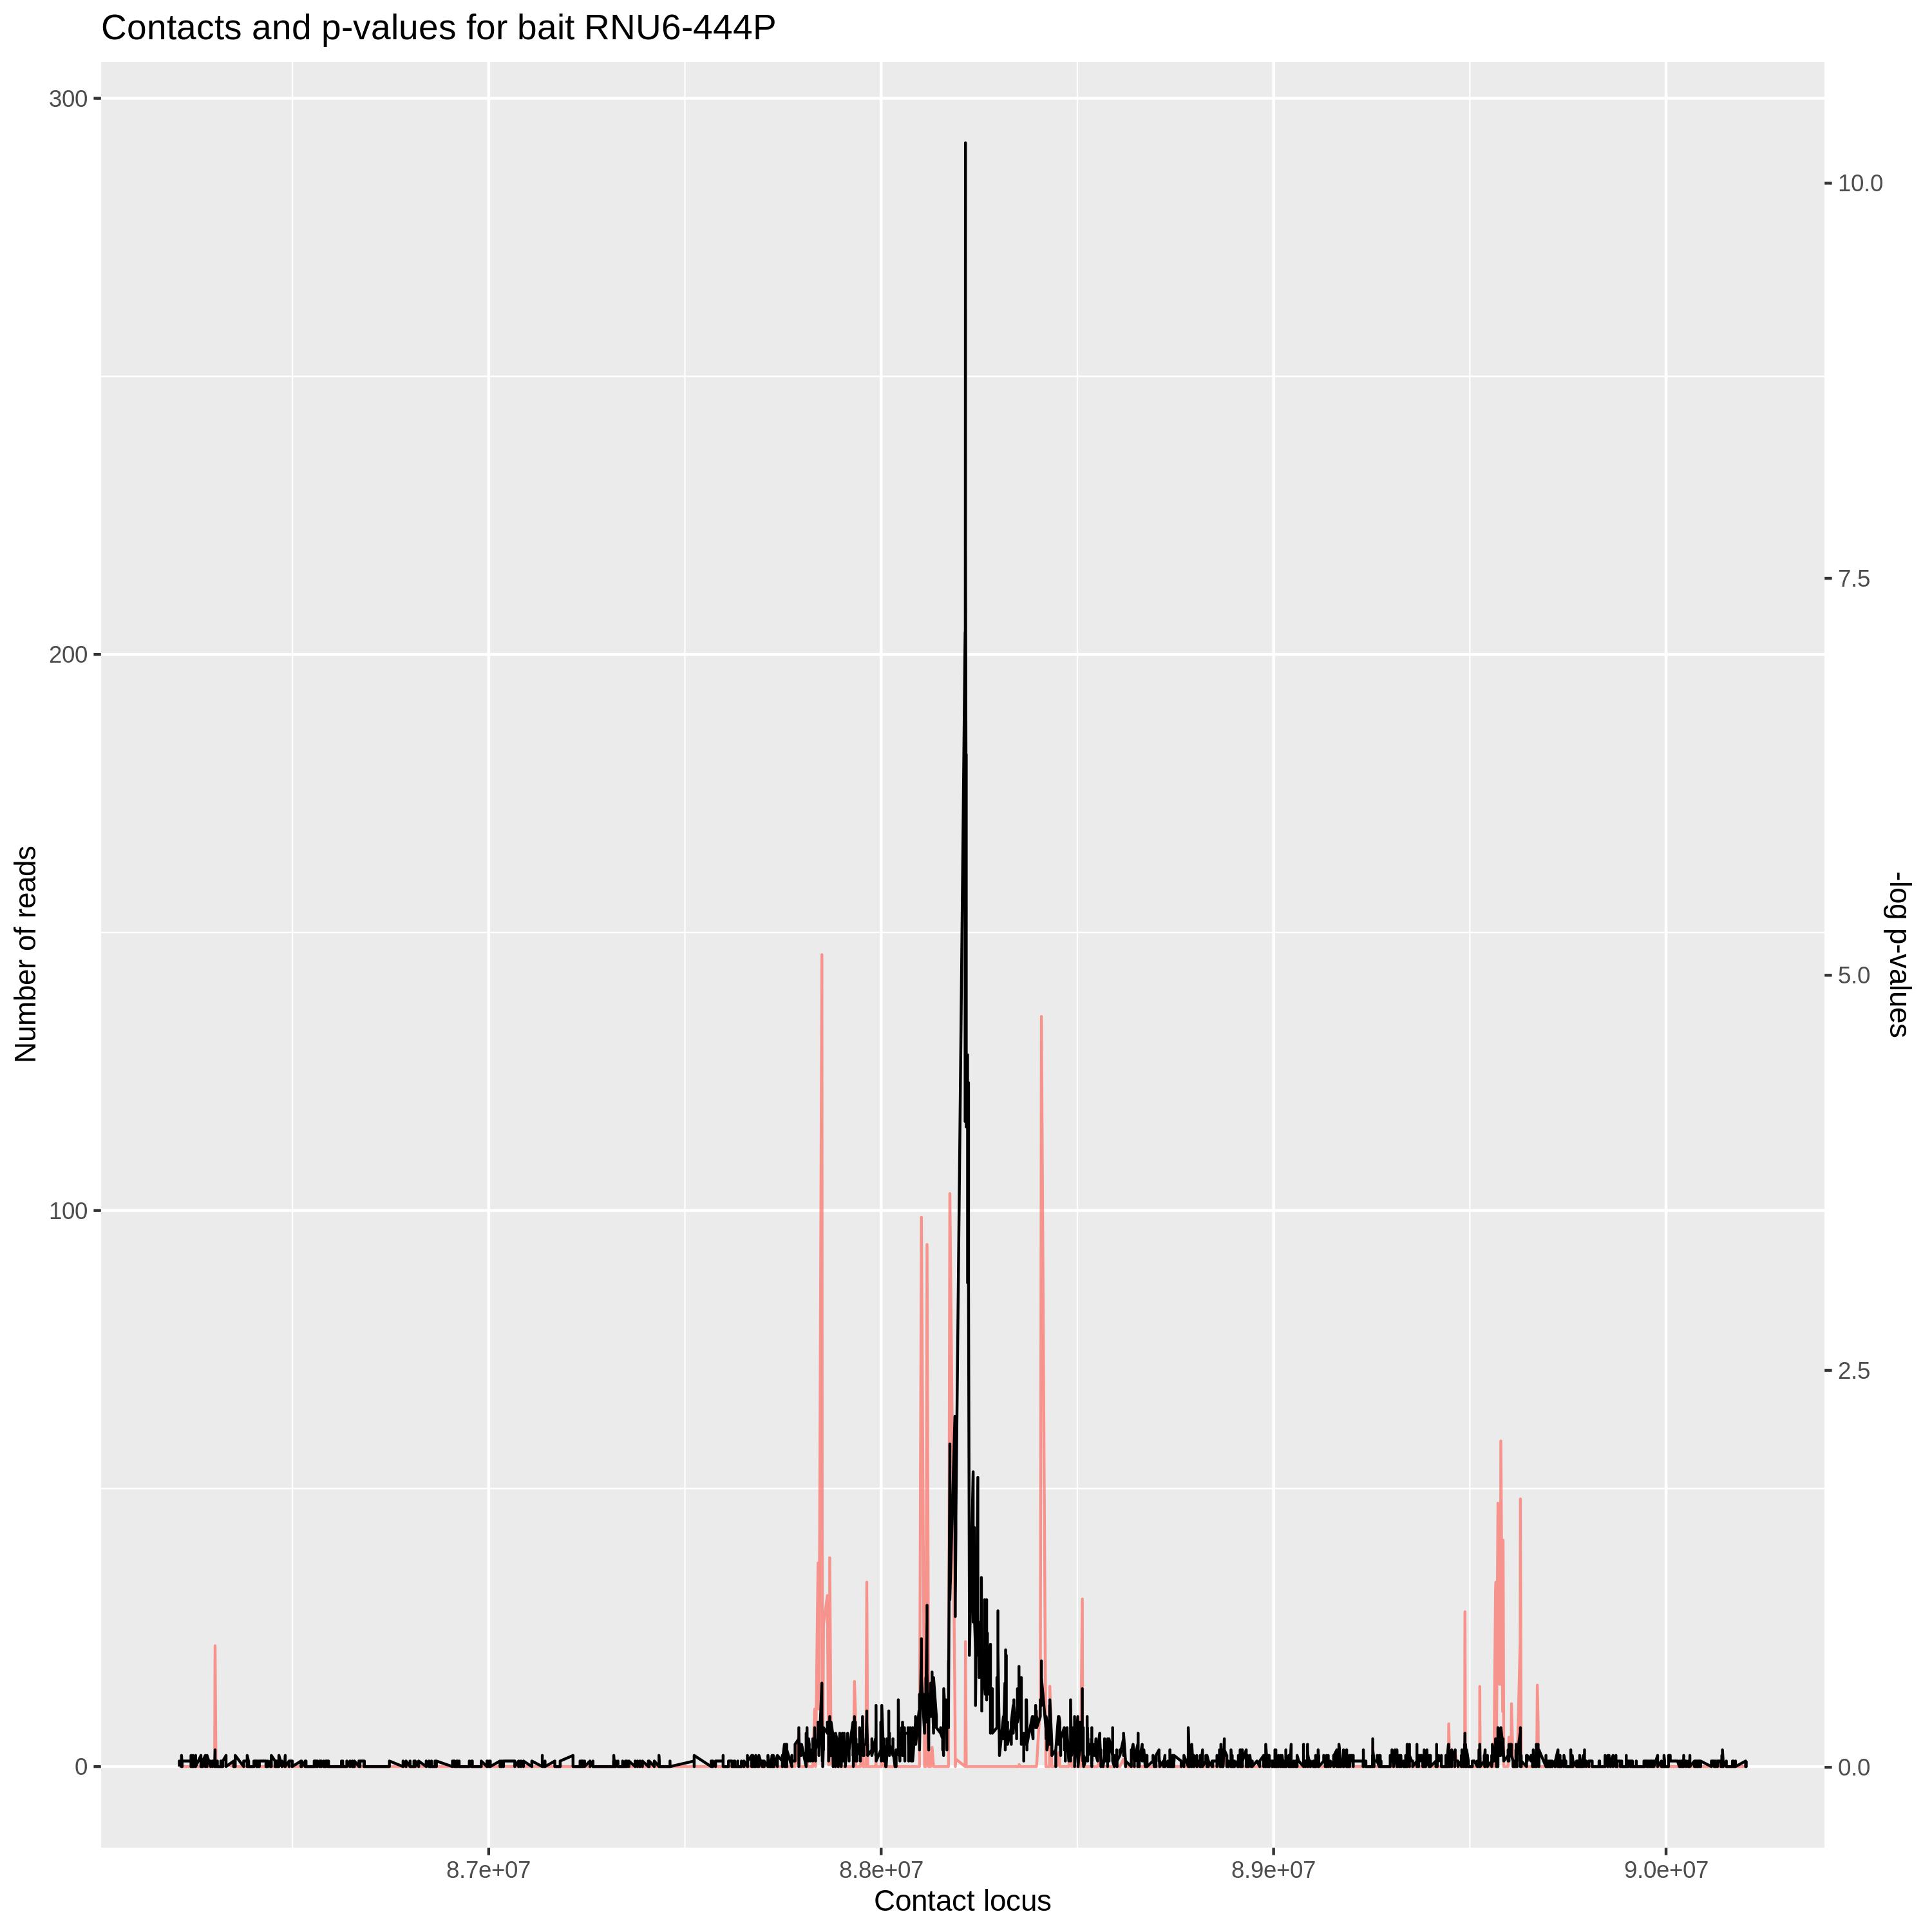 Contacts and p-values for bait RNU6-444P
300
200
100
0
Number of reads
10.0
7.5
5.0
2.5
0.0
-log p-values
8.7e+07
8.8e+07
8.9e+07
9.0e+07
Contact locus